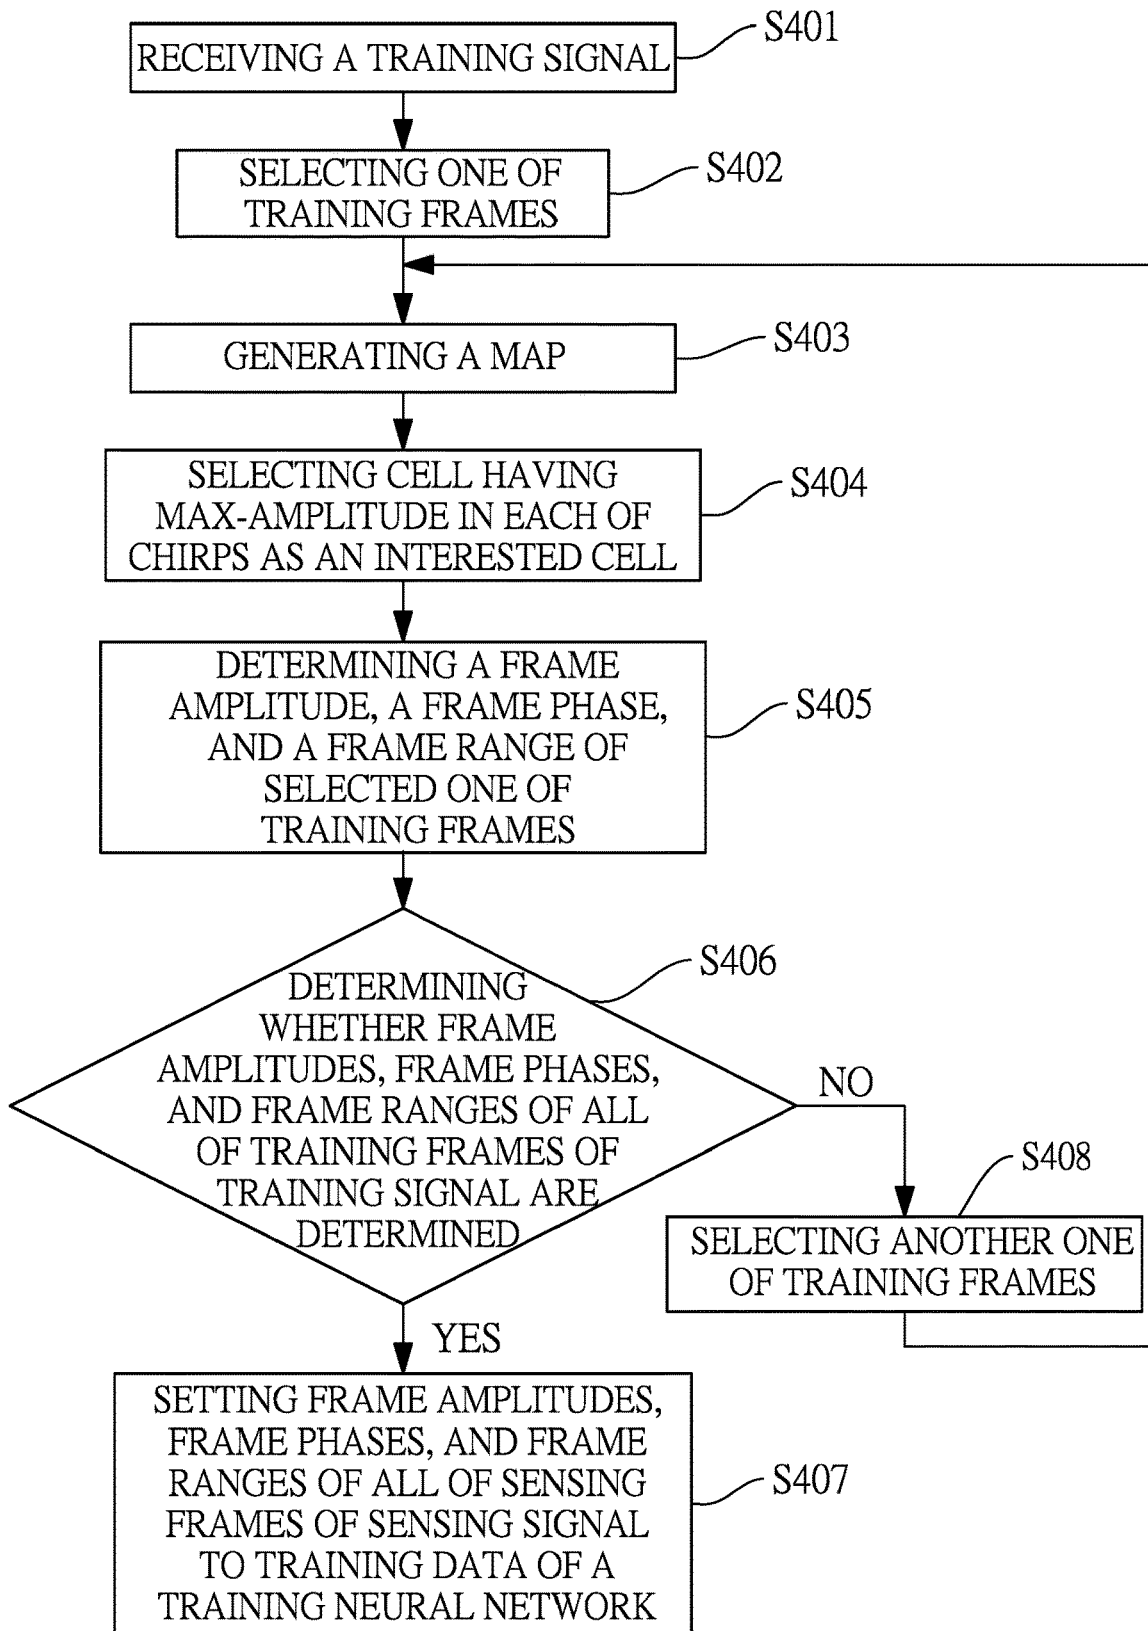 S401
RECEIVING A TRAINING SIGNAL
SELECTING ONE OF
TRAINING FRAMES
S402
GENERATING A MAP
S403
SELECTING CELL HAVING
MAX-AMPLITUDE IN EACH OF
CHIRPS AS AN INTERESTED CELL
S404
DETERMINING A FRAME
AMPLITUDE, A FRAME PHASE,
AND A FRAME RANGE OF
SELECTED ONE OF
TRAINING FRAMES
S405
DETERMINING
WHETHER FRAME
AMPLITUDES, FRAME PHASES,
AND FRAME RANGES OF ALL
OF TRAINING FRAMES OF
TRAINING SIGNAL ARE
DETERMINED
S406
NO
S408
SELECTING ANOTHER ONE
OF TRAINING FRAMES
YES
SETTING FRAME AMPLITUDES,
FRAME PHASES, AND FRAME
RANGES OF ALL OF SENSING
FRAMES OF SENSING SIGNAL
TO TRAINING DATA OF A
TRAINING NEURAL NETWORK
S407